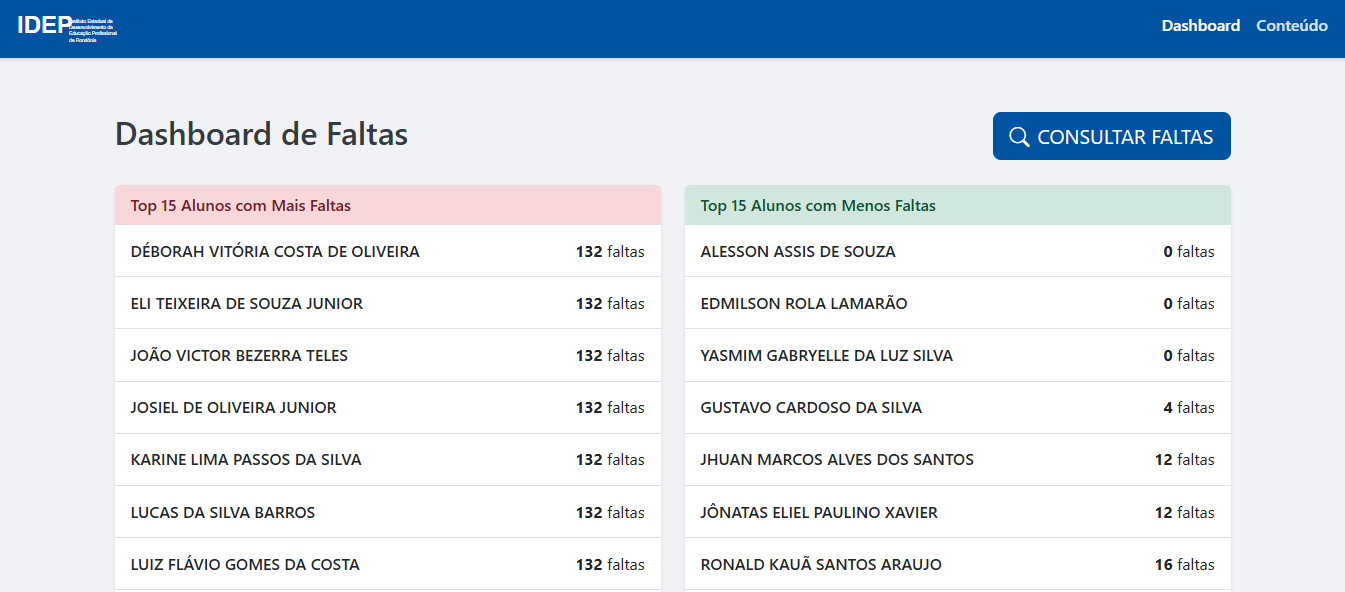 IDEP
Instituto Estadual de
Desenvolvimento da
Educação Profissional
de Rondônia
Dashboard Conteúdo
Dashboard de Faltas
CONSULTAR FALTAS
Top 15 Alunos com Mais Faltas
DÉBORAH VITÓRIA COSTA DE OLIVEIRA 132 faltas
ELI TEIXEIRA DE SOUZA JUNIOR 132 faltas
JOÃO VICTOR BEZERRA TELES 132 faltas
JOSIEL DE OLIVEIRA JUNIOR 132 faltas
KARINE LIMA PASSOS DA SILVA 132 faltas
LUCAS DA SILVA BARROS 132 faltas
LUIZ FLÁVIO GOMES DA COSTA 132 faltas
Top 15 Alunos com Menos Faltas
ALESSON ASSIS DE SOUZA 0 faltas
EDMILSON ROLA LAMARÃO 0 faltas
YASMIM GABRYELLE DA LUZ SILVA 0 faltas
GUSTAVO CARDOSO DA SILVA 4 faltas
JHUAN MARCOS ALVES DOS SANTOS 12 faltas
JÔNATAS ELIEL PAULINO XAVIER 12 faltas
RONALD KAUÃ SANTOS ARAUJO 16 faltas